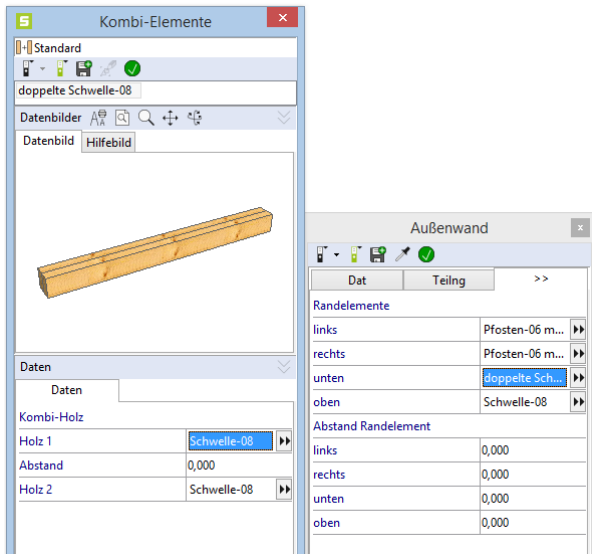 Kombi-Elemente
Standard
doppelte Schwelle-08
Datenbilder
Datenbild Hilfebild
Daten
Daten
Kombi-Holz
Holz 1 Schwelle-08
Abstand 0,000
Holz 2 Schwelle-08
Außenwand
Dat Teilng >>
Randelemente
links Pfosten-06 m...
rechts Pfosten-06 m...
unten doppelte Sch...
oben Schwelle-08
Abstand Randelement
links 0,000
rechts 0,000
unten 0,000
oben 0,000